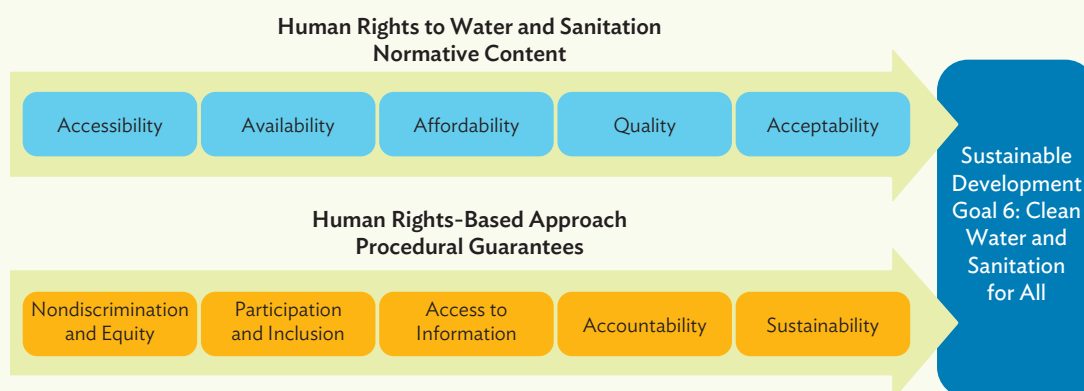 Human Rights to Water and Sanitation
Normative Content
Accessibility
Availability
Affordability
Quality
Acceptability
Human Rights-Based Approach
Procedural Guarantees
Nondiscrimination
and Equity
Participation
and Inclusion
Access to
Information
Accountability
Sustainability
Sustainable
Development
Goal 6: Clean
Water and
Sanitation
for All